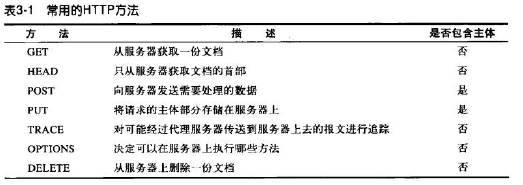 表3-1 常用的HTTP方法
方 法 描 述 是否包含主体
GET 从服务器获取一份文档 否
HEAD 只从服务器获取文档的首部 否
POST 向服务器发送需要处理的数据 是
PUT 将请求的主体部分存储在服务器上 是
TRACE 对可能经过代理服务器传送到服务器上去的报文进行追踪 否
OPTIONS 决定可以在服务器上执行哪些方法 否
DELETE 从服务器上删除一份文档 否